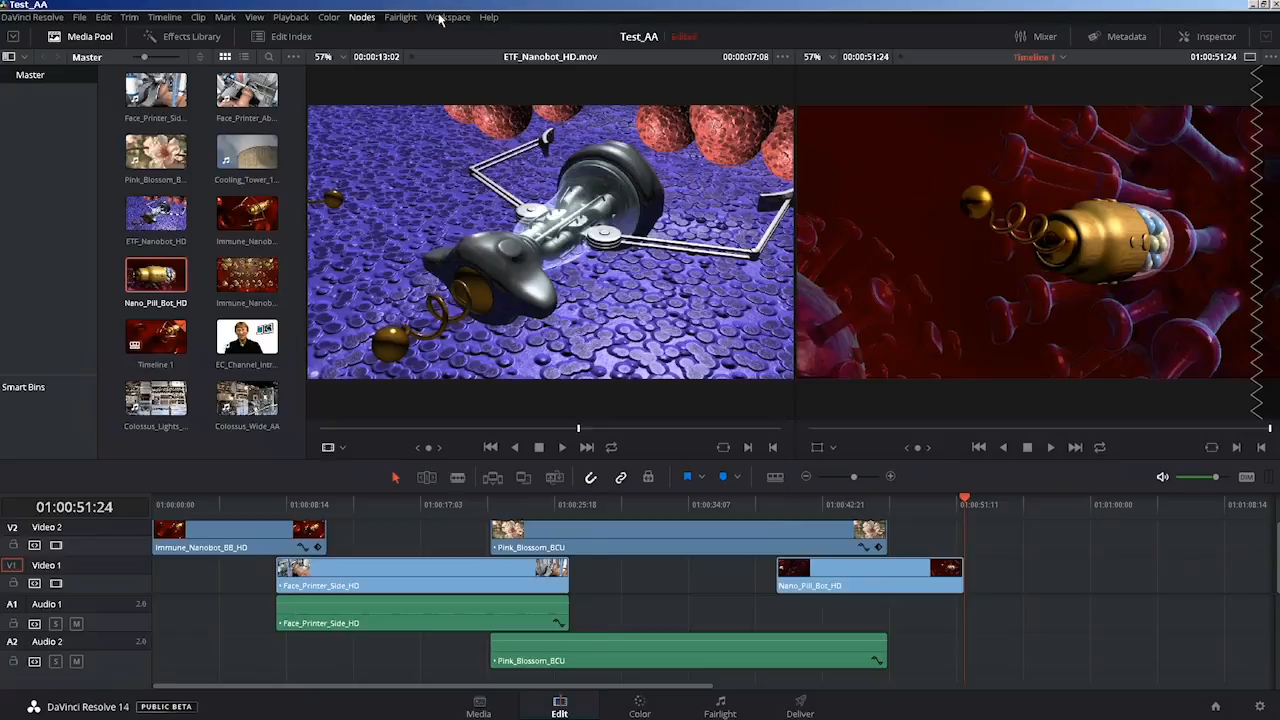 Test_AA
DaVinci Resolve File Edit Trim Timeline Clip Mark View Playback Color Nodes Fairlight Workspace Help
Media Pool Effects Library Edit Index Test_AA Edited Mixer Metadata Inspector
Master 57% 00:00:13:02 ETF_Nanobot_HD.mov 00:00:07:08 57% 00:00:51:24 Timeline 1 01:00:51:24
Master
Face_Printer_Sid... Face_Printer_Ab...
Pink_Blossom_B... Cooling_Tower_1...
ETF_Nanobot_HD Immune_Nanob...
Nano_Pill_Bot_HD Immune_Nanob...
Timeline 1 EC_Channel_Intr...
Smart Bins
Colossus_Lights_... Colossus_Wide_AA
DIM
01:00:51:24 01:00:00:00 01:00:08:14 01:00:17:03 01:00:25:18 01:00:34:07 01:00:42:21 01:00:51:11 01:01:00:00 01:01:08:14
V2 Video 2
Immune_Nanobot_BB_HD Pink_Blossom_BCU
V1 Video 1
Face_Printer_Side_HD Nano_Pill_Bot_HD
A1 Audio 1 2.0
S M Face_Printer_Side_HD
A2 Audio 2 2.0
S M Pink_Blossom_BCU
DaVinci Resolve 14 PUBLIC BETA Media Edit Color Fairlight Deliver